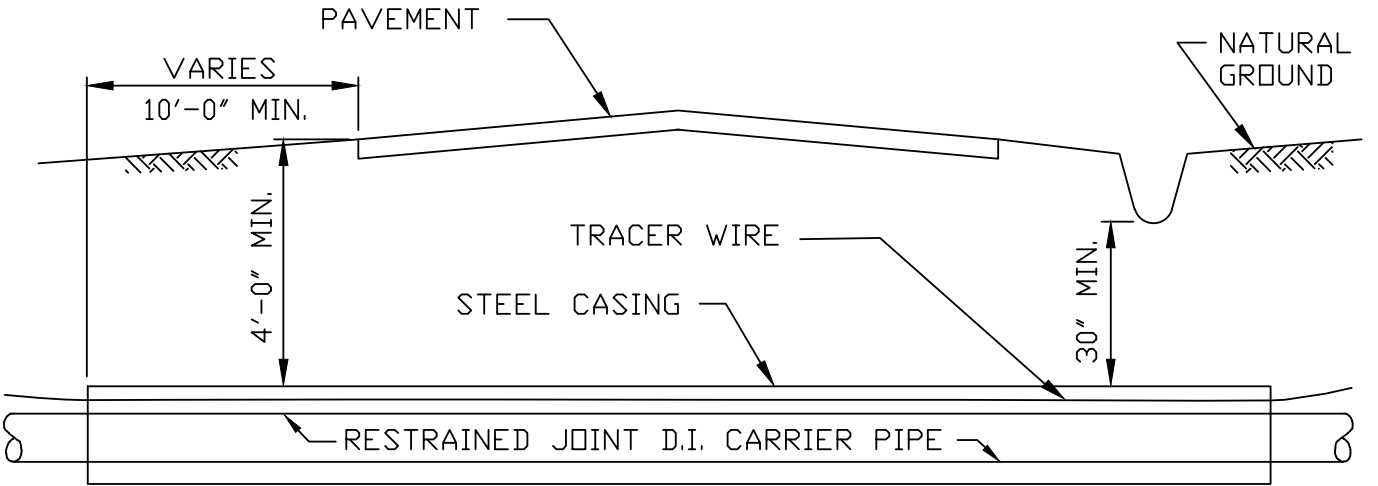 PAVEMENT
NATURAL
GROUND
VARIES
10'-0" MIN.
4'-0" MIN.
TRACER WIRE
30" MIN.
STEEL CASING
RESTRAINED JOINT D.I. CARRIER PIPE